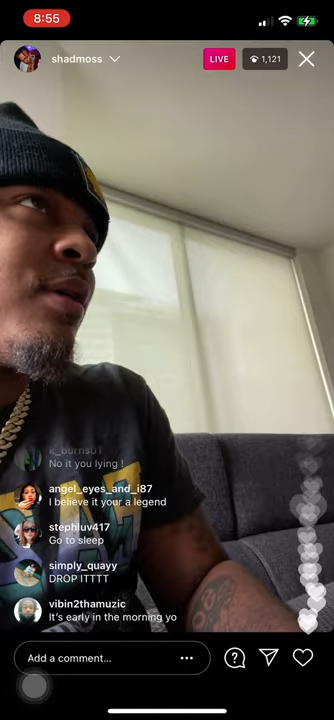 8:55
shadmoss
LIVE
1,121
k_burns01
No it you lying !
angel_eyes_and_i87
I believe it your a legend
stephluv417
Go to sleep
simply_quayy
DROP ITTTT
vibin2thamuzic
It's early in the morning yo
Add a comment...